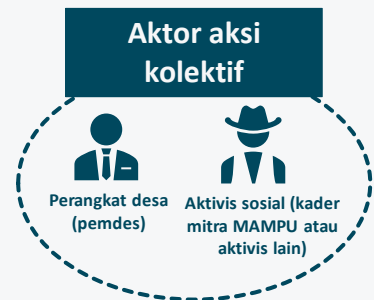 Aktor aksi
kolektif
Perangkat desa
(pemdes)
Aktivis sosial (kader
mitra MAMPU atau
aktivis lain)